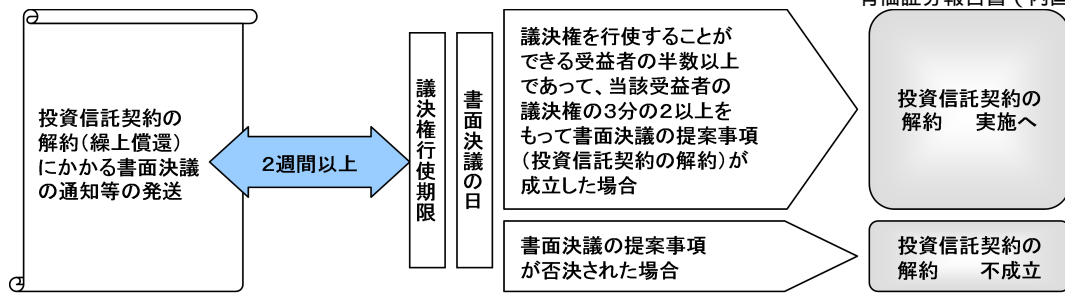 有価証券報告書(内国
投資信託契約の
解約(繰上償還)
にかかる書面決議
の通知等の発送
2週間以上
議決権行使期限
書面決議の日
議決権を行使することが
できる受益者の半数以上
であって、当該受益者の
議決権の3分の2以上を
もって書面決議の提案事項
(投資信託契約の解約)が
成立した場合
投資信託契約の
解約 実施へ
書面決議の提案事項
が否決された場合
投資信託契約の
解約 不成立